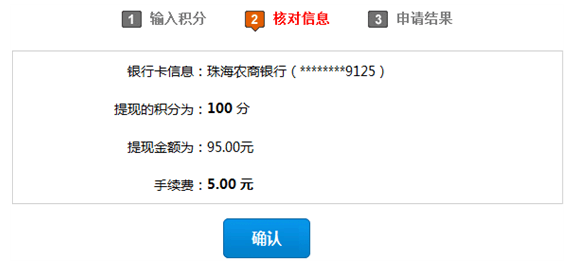 1 输入积分 2 核对信息 3 申请结果
银行卡信息：珠海农商银行（********9125）
提现的积分为：100 分
提现金额为：95.00元
手续费：5.00 元
确认